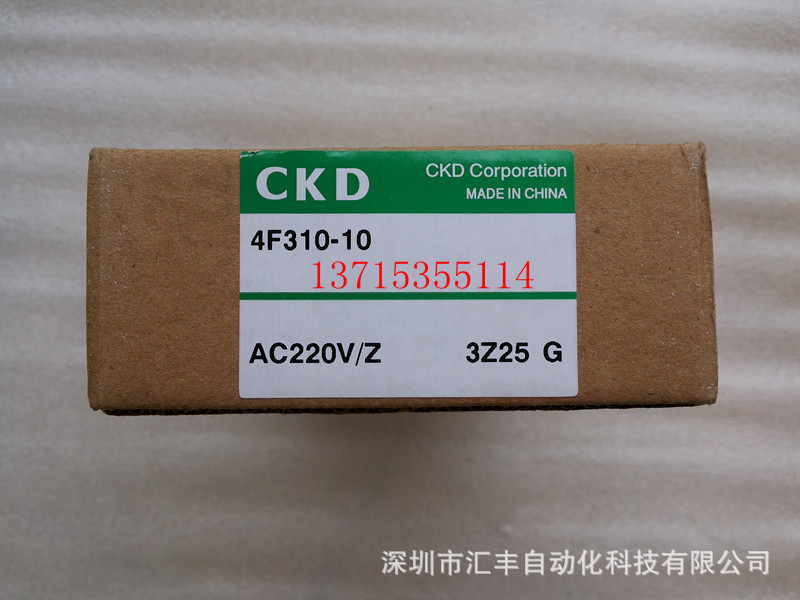 CKD
CKD Corporation
MADE IN CHINA
4F310-10
13715355114
AC220V/Z 3Z25 G
深圳市汇丰自动化科技有限公司